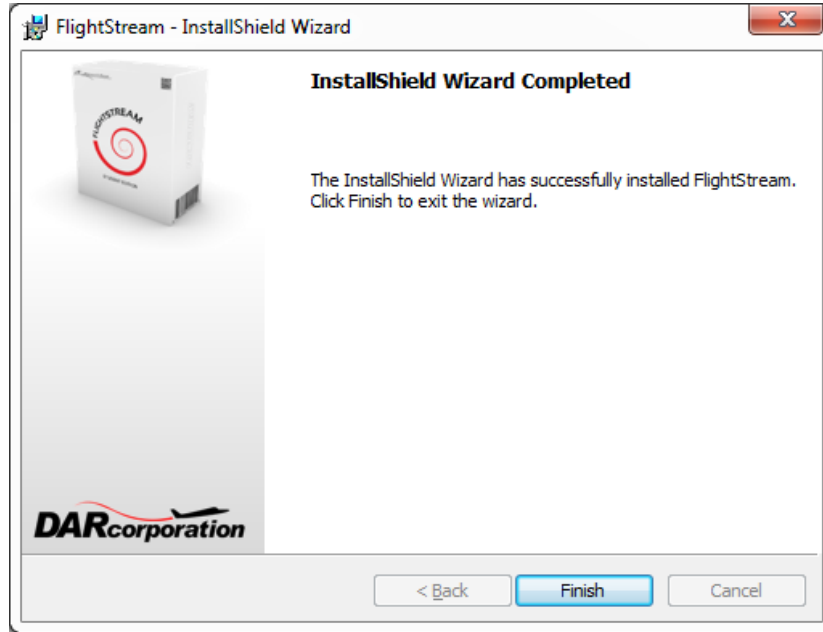 FlightStream - InstallShield Wizard
InstallShield Wizard Completed
FLIGHTSTREAM
The InstallShield Wizard has successfully installed FlightStream.
Click Finish to exit the wizard.
DARcorporation
< Back
Finish
Cancel